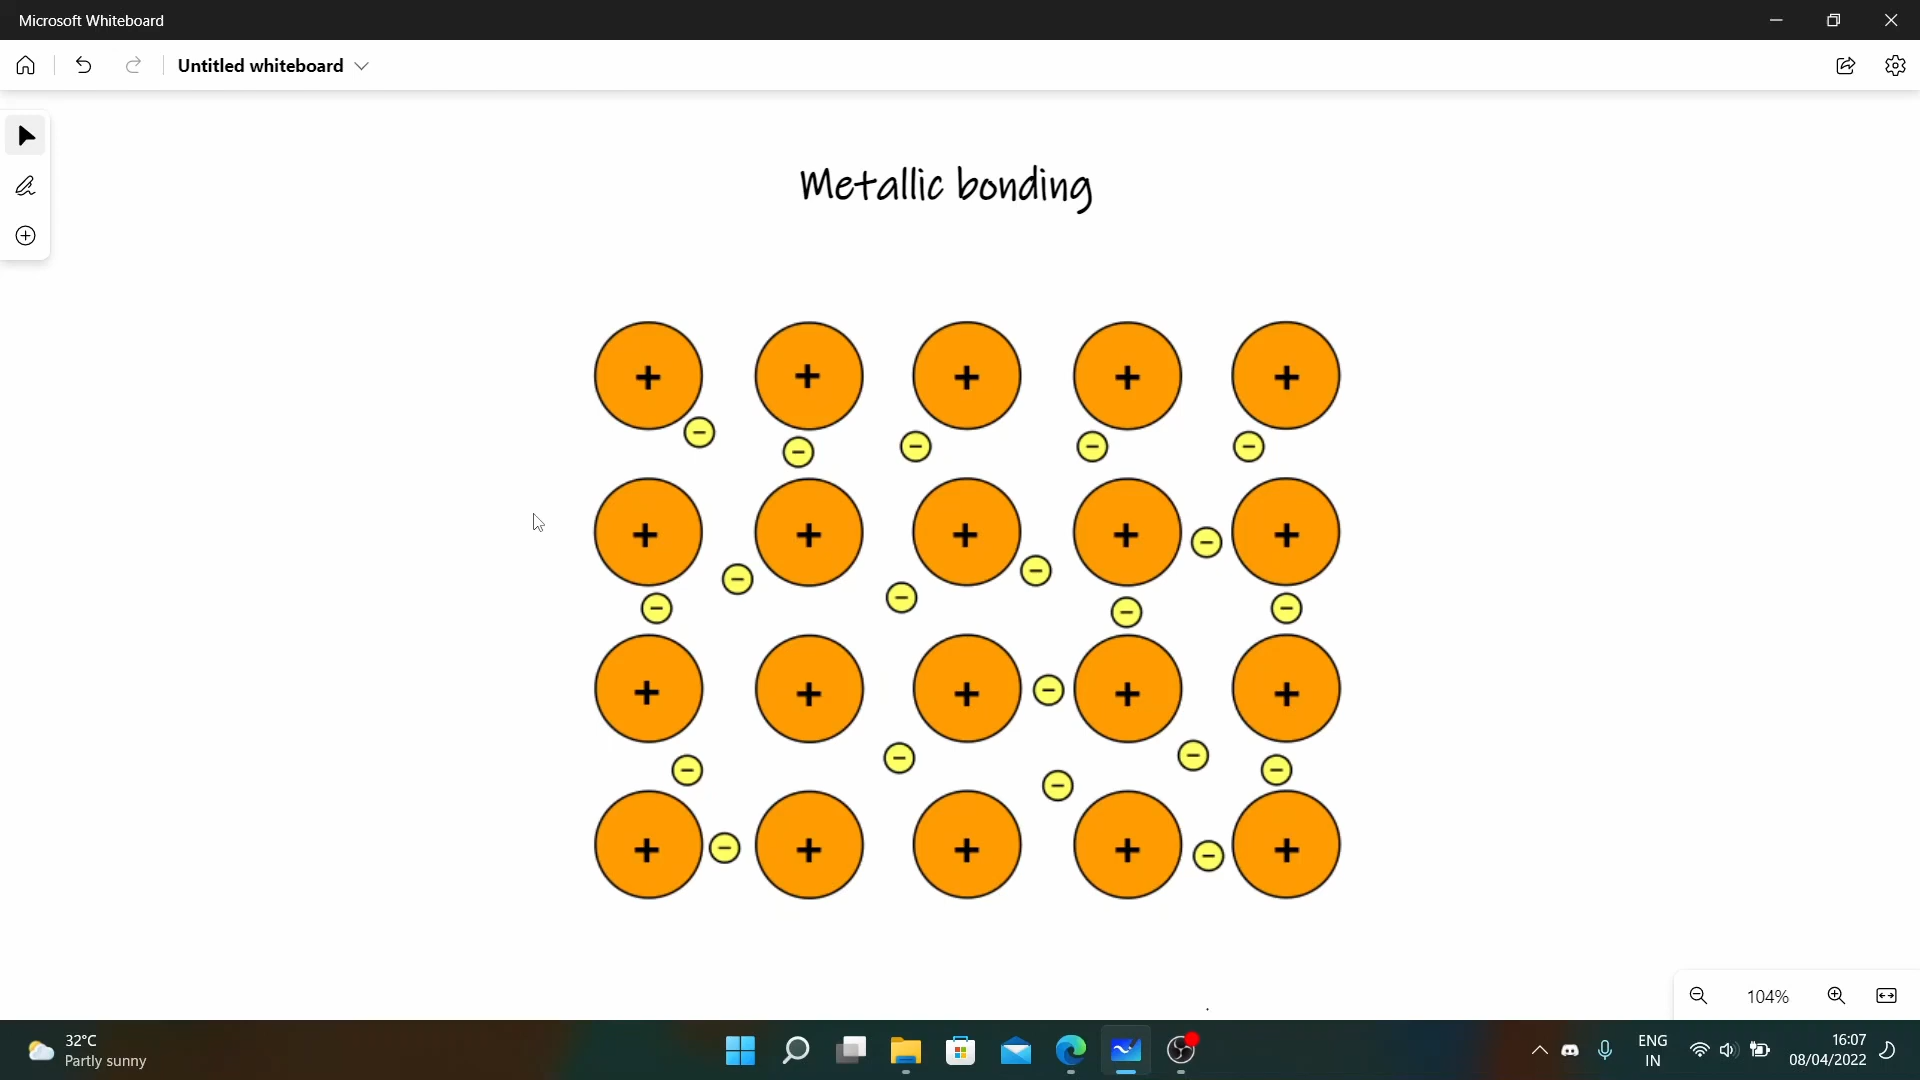 Microsoft Whiteboard
Untitled whiteboard
Metallic bonding
+ + + + +
− − − − −
+ + + + − +
− − − − − −
+ + + − + +
− − − − −
+ − + + + − +
104%
32°C
Partly sunny
ENG
IN
16:07
08/04/2022